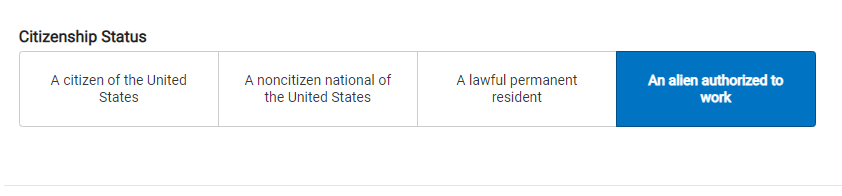 Citizenship Status
A citizen of the United
States
A noncitizen national of
the United States
A lawful permanent
resident
An alien authorized to
work